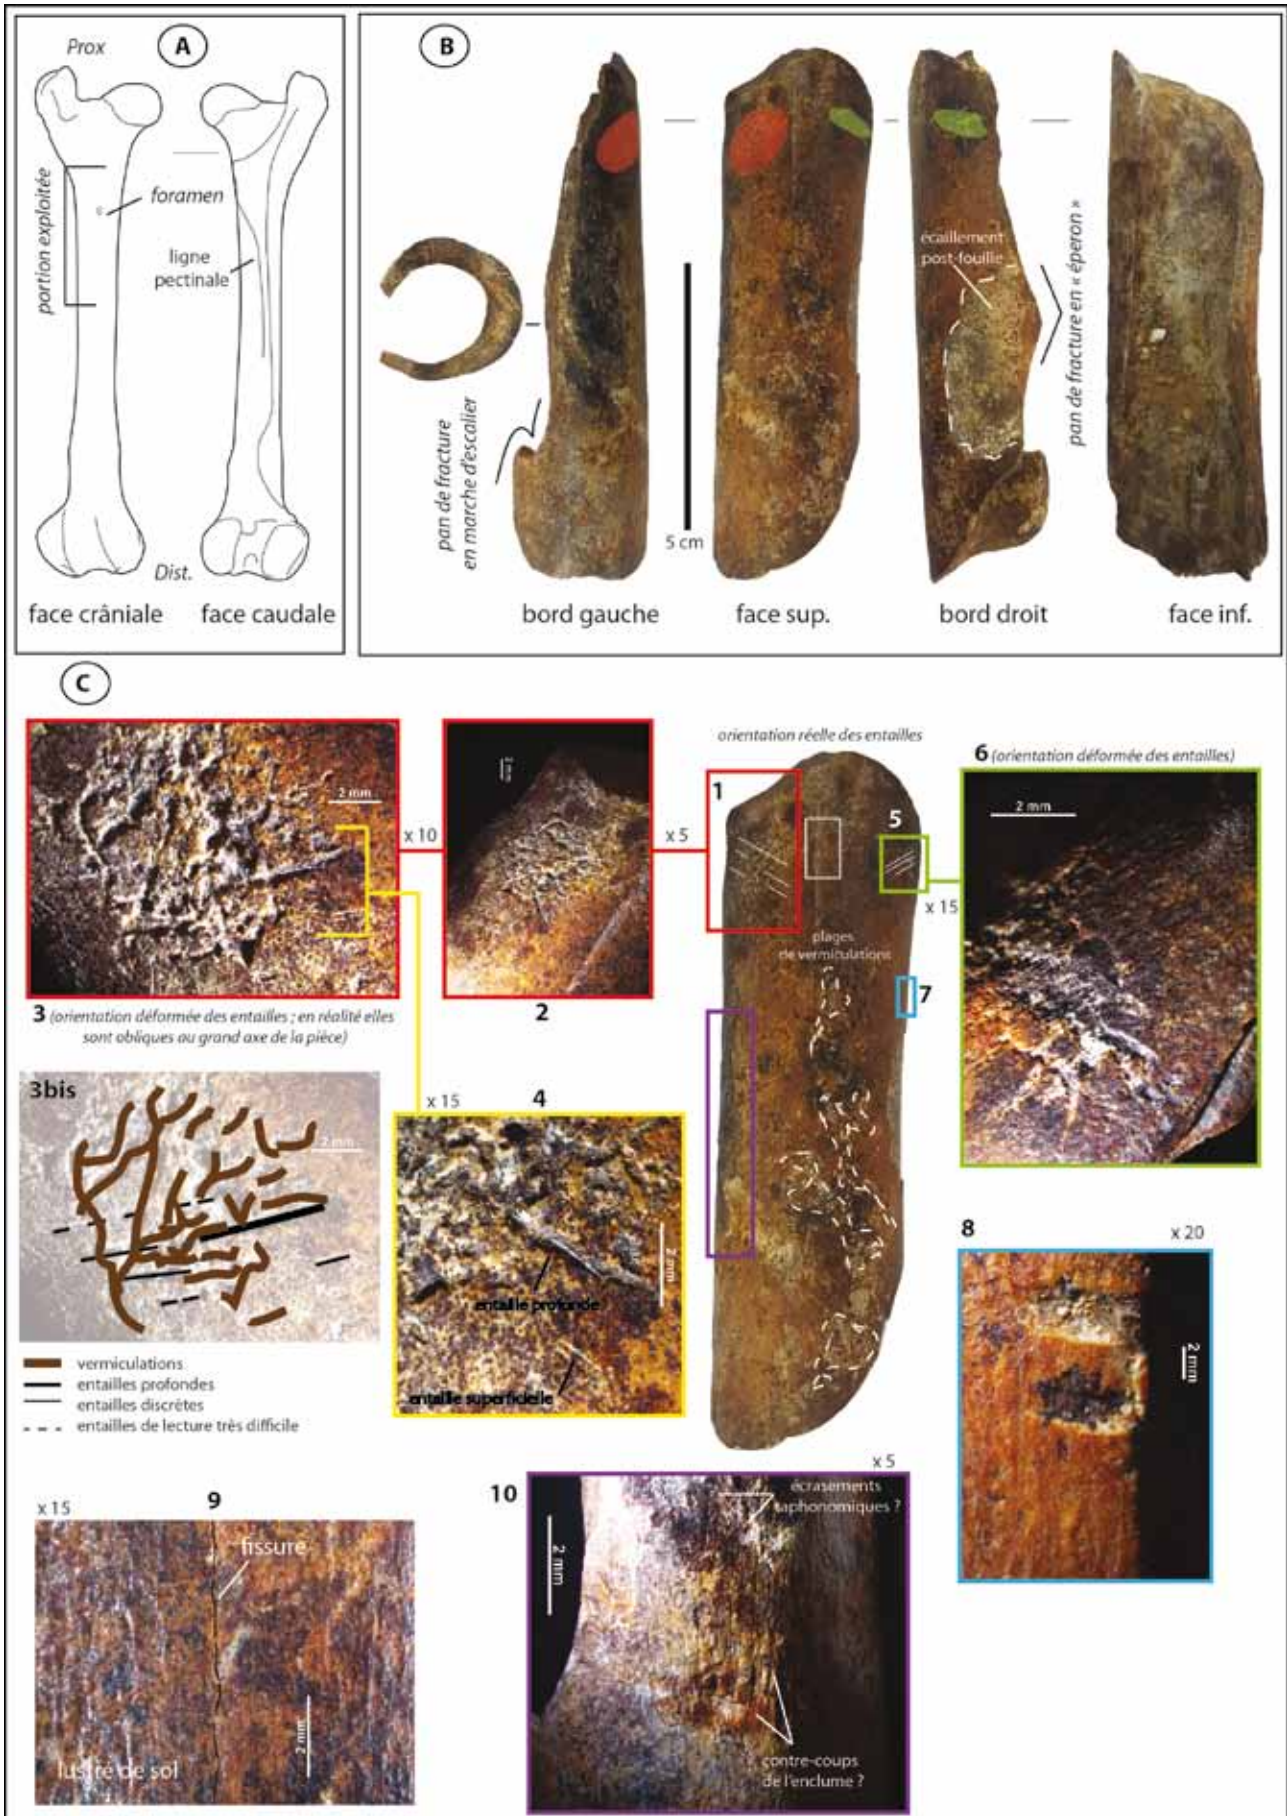 A
Prox
portion exploitée
foramen
ligne
pectinale
Dist.
face crâniale
face caudale
B
écaillement
post-fouille
pan de fracture en « éperon »
pan de fracture
en marche d'escalier
5 cm
bord gauche
face sup.
bord droit
face inf.
C
orientation réelle des entailles
6 (orientation déformée des entailles)
2 mm
x 10
2 mm
x 5
1
5
2 mm
x 15
plages
de vermiculations
7
3 (orientation déformée des entailles ; en réalité elles
sont obliques au grand axe de la pièce)
2
3bis
2 mm
x 15
4
2 mm
entaille profonde
entaille superficielle
8
x 20
2 mm
vermiculations
entailles profondes
entailles discrètes
entailles de lecture très difficile
x 15
9
fissure
2 mm
lustré de sol
10
x 5
écrasements
taphonomiques ?
2 mm
contre-coups
de l'enclume ?